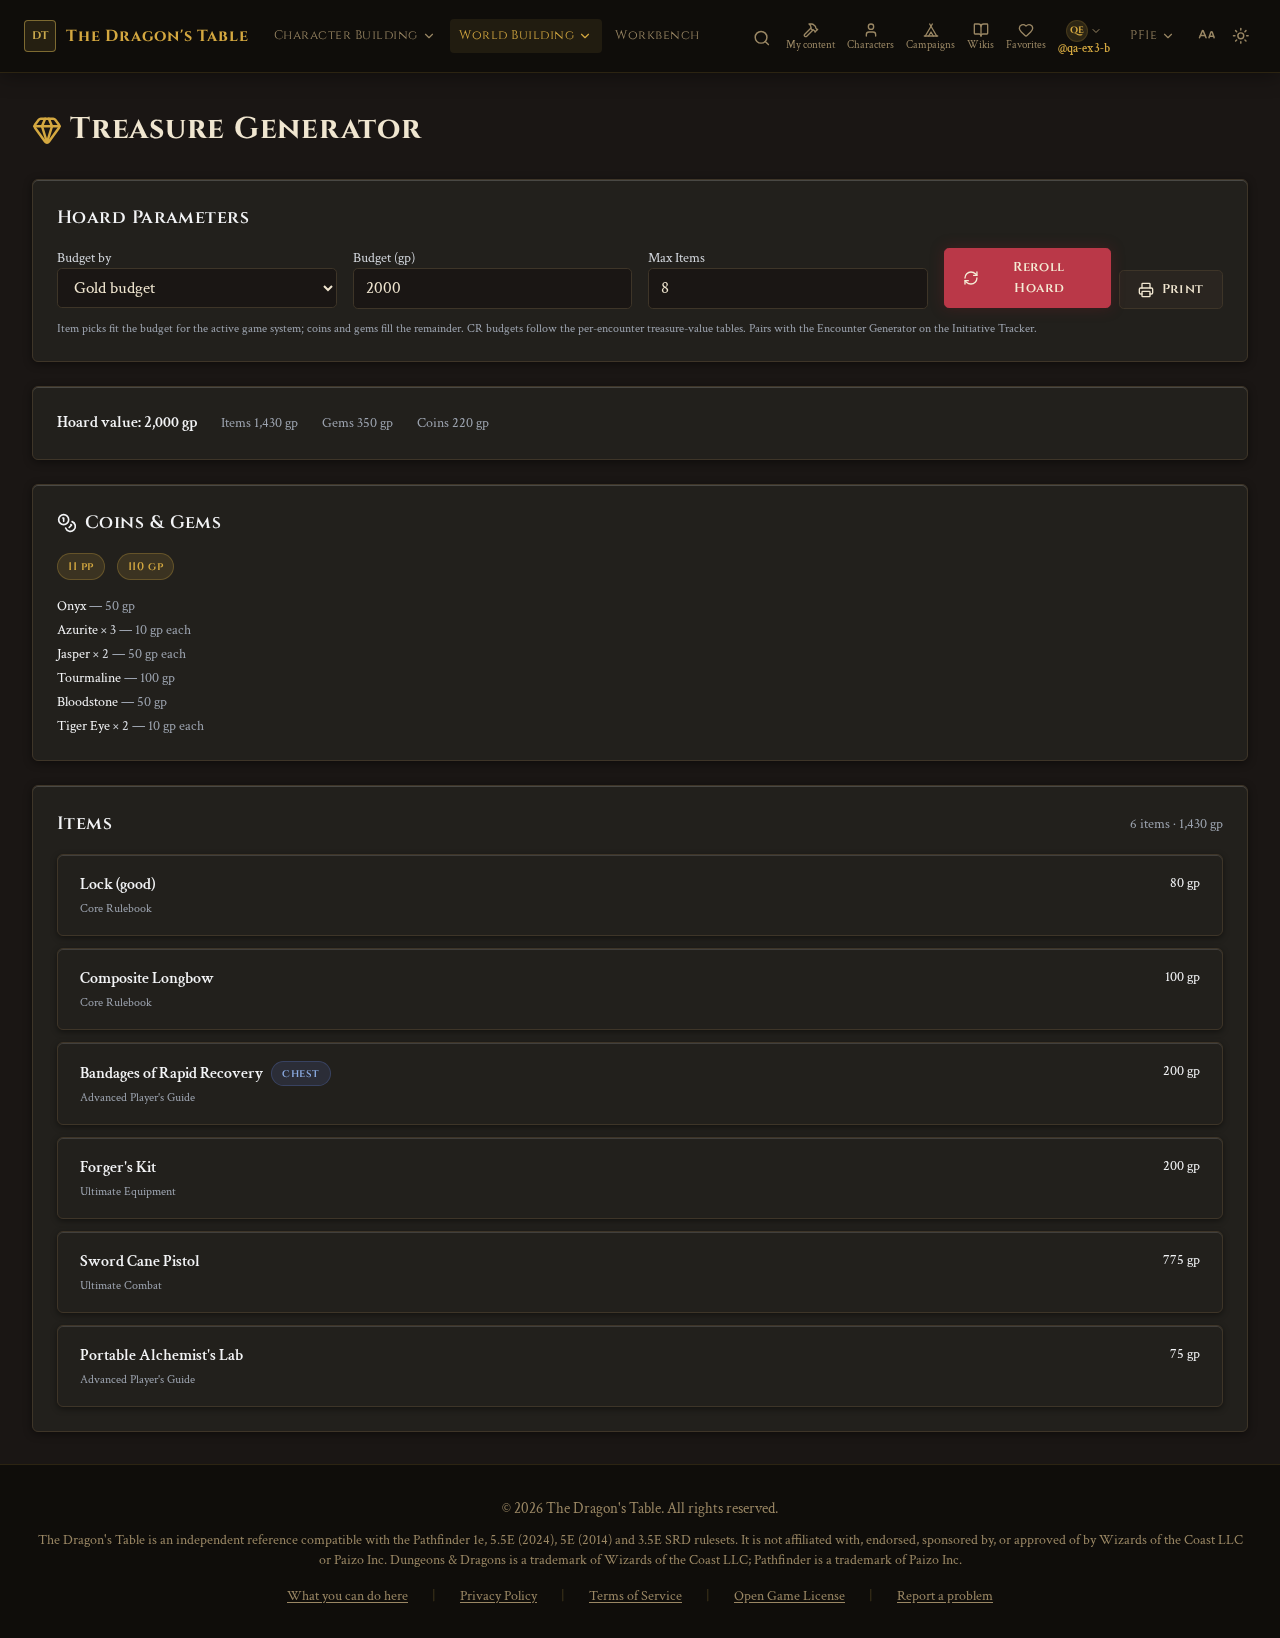 DT The Dragon's Table Character Building World Building Workbench My content Characters Campaigns Wikis Favorites QE @qa-ex3-b PF1e AA
Treasure Generator
Hoard Parameters
Budget by Budget (gp) Max Items
Gold budget 2000 8 Reroll Hoard Print
Item picks fit the budget for the active game system; coins and gems fill the remainder. CR budgets follow the per-encounter treasure-value tables. Pairs with the Encounter Generator on the Initiative Tracker.
Hoard value: 2,000 gp Items 1,430 gp Gems 350 gp Coins 220 gp
Coins & Gems
11 PP 110 GP
Onyx — 50 gp
Azurite × 3 — 10 gp each
Jasper × 2 — 50 gp each
Tourmaline — 100 gp
Bloodstone — 50 gp
Tiger Eye × 2 — 10 gp each
Items 6 items · 1,430 gp
Lock (good) 80 gp
Core Rulebook
Composite Longbow 100 gp
Core Rulebook
Bandages of Rapid Recovery CHEST 200 gp
Advanced Player's Guide
Forger's Kit 200 gp
Ultimate Equipment
Sword Cane Pistol 775 gp
Ultimate Combat
Portable Alchemist's Lab 75 gp
Advanced Player's Guide
© 2026 The Dragon's Table. All rights reserved.
The Dragon's Table is an independent reference compatible with the Pathfinder 1e, 5.5E (2024), 5E (2014) and 3.5E SRD rulesets. It is not affiliated with, endorsed, sponsored by, or approved of by Wizards of the Coast LLC
or Paizo Inc. Dungeons & Dragons is a trademark of Wizards of the Coast LLC; Pathfinder is a trademark of Paizo Inc.
What you can do here | Privacy Policy | Terms of Service | Open Game License | Report a problem